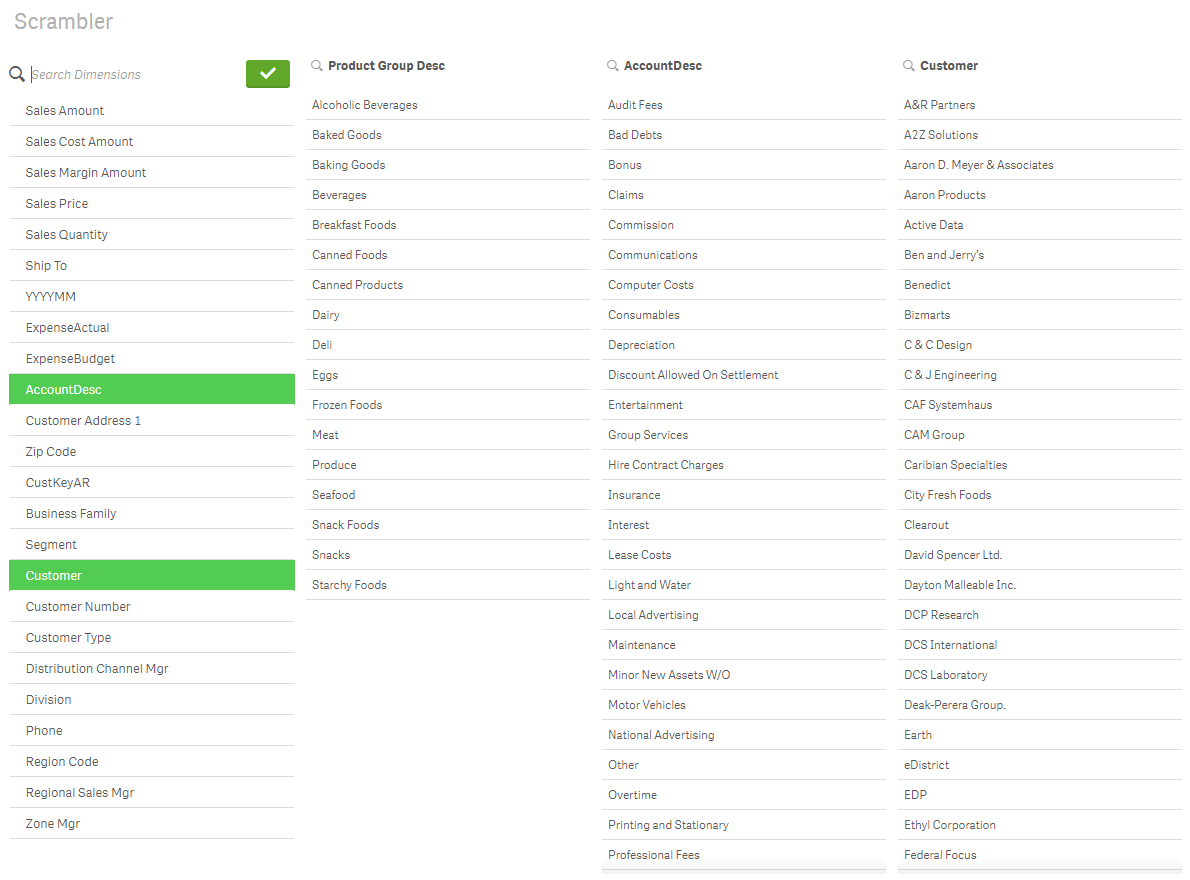 Scrambler
Search Dimensions
Sales Amount
Sales Cost Amount
Sales Margin Amount
Sales Price
Sales Quantity
Ship To
YYYYMM
ExpenseActual
ExpenseBudget
AccountDesc
Customer Address 1
Zip Code
CustKeyAR
Business Family
Segment
Customer
Customer Number
Customer Type
Distribution Channel Mgr
Division
Phone
Region Code
Regional Sales Mgr
Zone Mgr
Product Group Desc
Alcoholic Beverages
Baked Goods
Baking Goods
Beverages
Breakfast Foods
Canned Foods
Canned Products
Dairy
Deli
Eggs
Frozen Foods
Meat
Produce
Seafood
Snack Foods
Snacks
Starchy Foods
AccountDesc
Audit Fees
Bad Debts
Bonus
Claims
Commission
Communications
Computer Costs
Consumables
Depreciation
Discount Allowed On Settlement
Entertainment
Group Services
Hire Contract Charges
Insurance
Interest
Lease Costs
Light and Water
Local Advertising
Maintenance
Minor New Assets W/O
Motor Vehicles
National Advertising
Other
Overtime
Printing and Stationary
Professional Fees
Customer
A&R Partners
A2Z Solutions
Aaron D. Meyer & Associates
Aaron Products
Active Data
Ben and Jerry's
Benedict
Bizmarts
C & C Design
C & J Engineering
CAF Systemhaus
CAM Group
Caribian Specialties
City Fresh Foods
Clearout
David Spencer Ltd.
Dayton Malleable Inc.
DCP Research
DCS International
DCS Laboratory
Deak-Perera Group.
Earth
eDistrict
EDP
Ethyl Corporation
Federal Focus